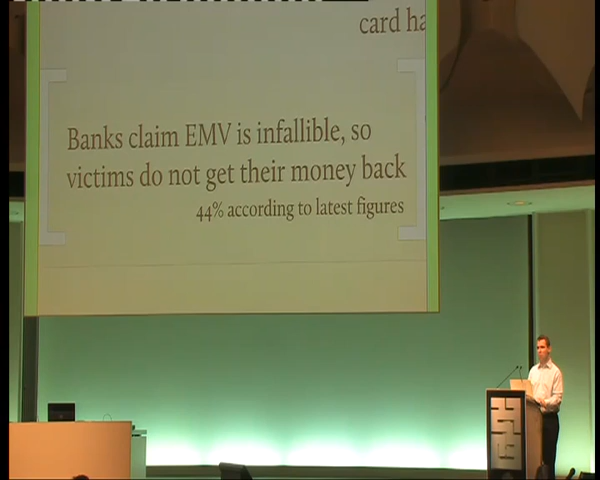 card ha
Banks claim EMV is infallible, so
victims do not get their money back
44% according to latest figures